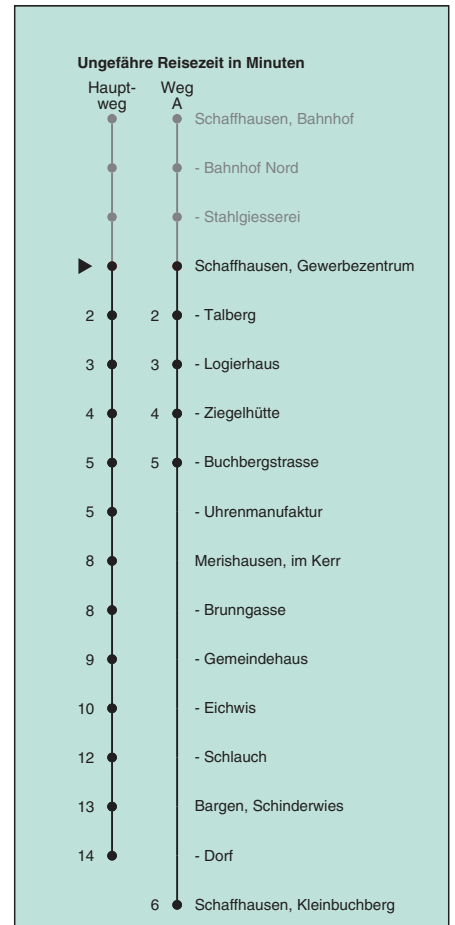 Ungefähre Reisezeit in Minuten
Haupt- Weg
weg A
Schaffhausen, Bahnhof
- Bahnhof Nord
- Stahlgiesserei
Schaffhausen, Gewerbezentrum
2 2 - Talberg
3 3 - Logierhaus
4 4 - Ziegelhütte
5 5 - Buchbergstrasse
5 - Uhrenmanufaktur
8 Merishausen, im Kerr
8 - Brunngasse
9 - Gemeindehaus
10 - Eichwis
12 - Schlauch
13 Bargen, Schinderwies
14 - Dorf
6 Schaffhausen, Kleinbuchberg